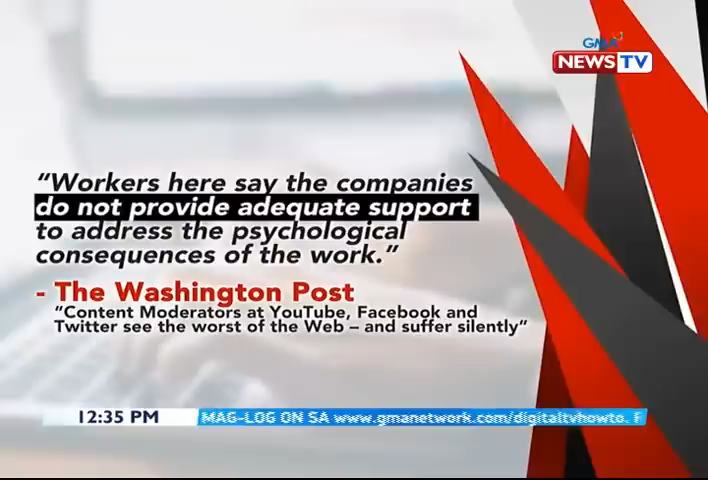 GMA
NEWS TV
“Workers here say the companies
do not provide adequate support
to address the psychological
consequences of the work.”
- The Washington Post
“Content Moderators at YouTube, Facebook and
Twitter see the worst of the Web – and suffer silently”
12:35 PM
MAG-LOG ON SA www.gmanetwork.com/digitaltvhowto. F